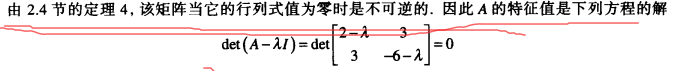 由 2.4 节的定理 4, 该矩阵当它的行列式值为零时是不可逆的. 因此 A 的特征值是下列方程的解
det(A − λI) = det [2 − λ 3; 3 −6 − λ] = 0